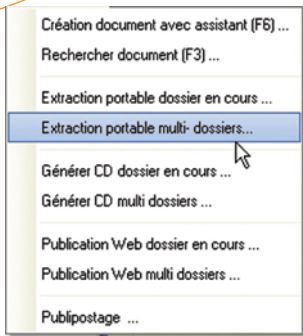 Création document avec assistant (F6) ...
Rechercher document (F3) ...
Extraction portable dossier en cours ...
Extraction portable multi- dossiers...
Générer CD dossier en cours ...
Générer CD multi dossiers ...
Publication Web dossier en cours ...
Publication Web multi dossiers ...
Publipostage ...